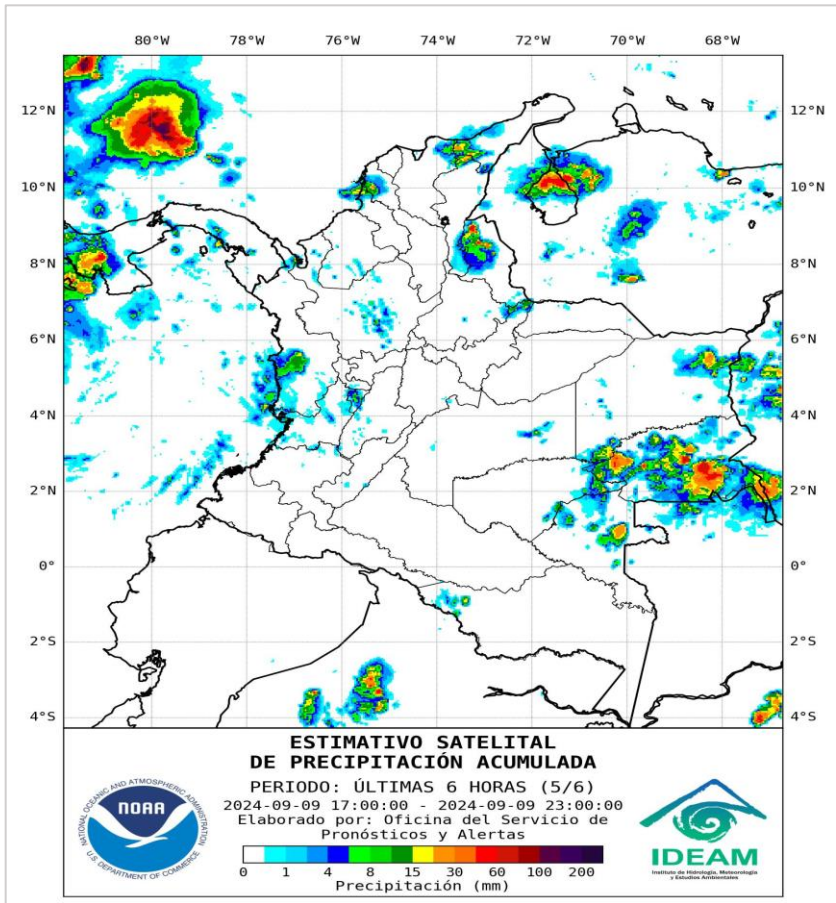 80°W 78°W 76°W 74°W 72°W 70°W 68°W
12°N 12°N
10°N 10°N
8°N 8°N
6°N 6°N
4°N 4°N
2°N 2°N
0° 0°
2°S 2°S
4°S 4°S
ESTIMATIVO SATELITAL
DE PRECIPITACIÓN ACUMULADA
PERIODO: ÚLTIMAS 6 HORAS (5/6)
2024-09-09 17:00:00 - 2024-09-09 23:00:00
Elaborado por: Oficina del Servicio de
Pronósticos y Alertas
0 1 4 8 15 30 60 100 200
Precipitación (mm)
NATIONAL OCEANIC AND ATMOSPHERIC ADMINISTRATION
NOAA
U.S. DEPARTMENT OF COMMERCE
IDEAM
Instituto de Hidrología, Meteorología
y Estudios Ambientales